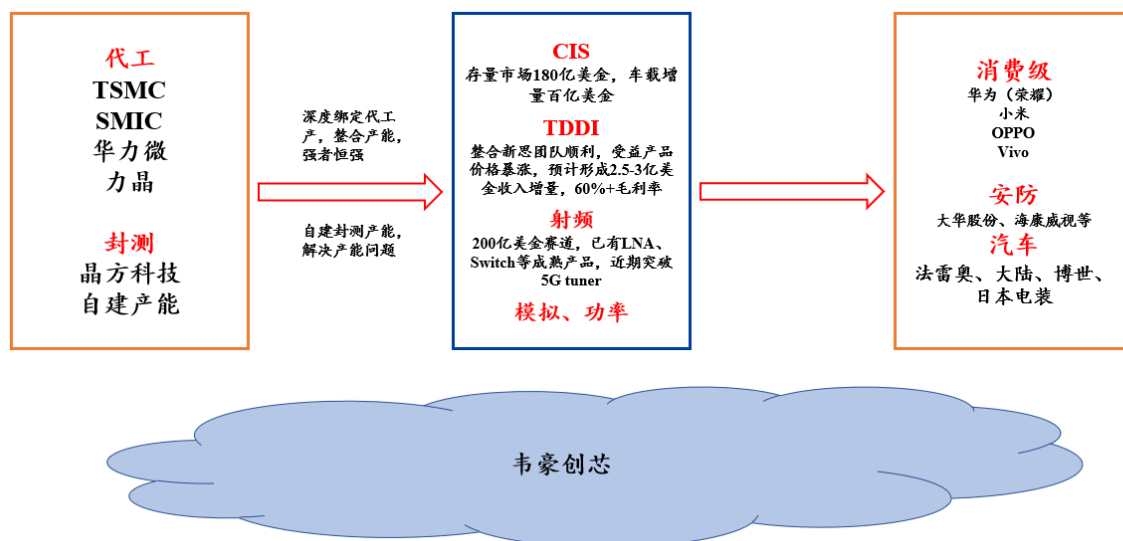 代工
TSMC
SMIC
华力微
力晶
封测
晶方科技
自建产能
深度绑定代工
产，整合产能，
强者恒强
自建封测产能，
解决产能问题
CIS
存量市场180亿美金，车载增
量百亿美金
TDDI
整合新思团队顺利，受益产品
价格暴涨，预计形成2.5-3亿美
金收入增量，60%+毛利率
射频
200亿美金赛道，已有LNA、
Switch等成熟产品，近期突破
5G tuner
模拟、功率
消费级
华为（荣耀）
小米
OPPO
Vivo
安防
大华股份、海康威视等
汽车
法雷奥、大陆、博世、
日本电装
韦豪创芯